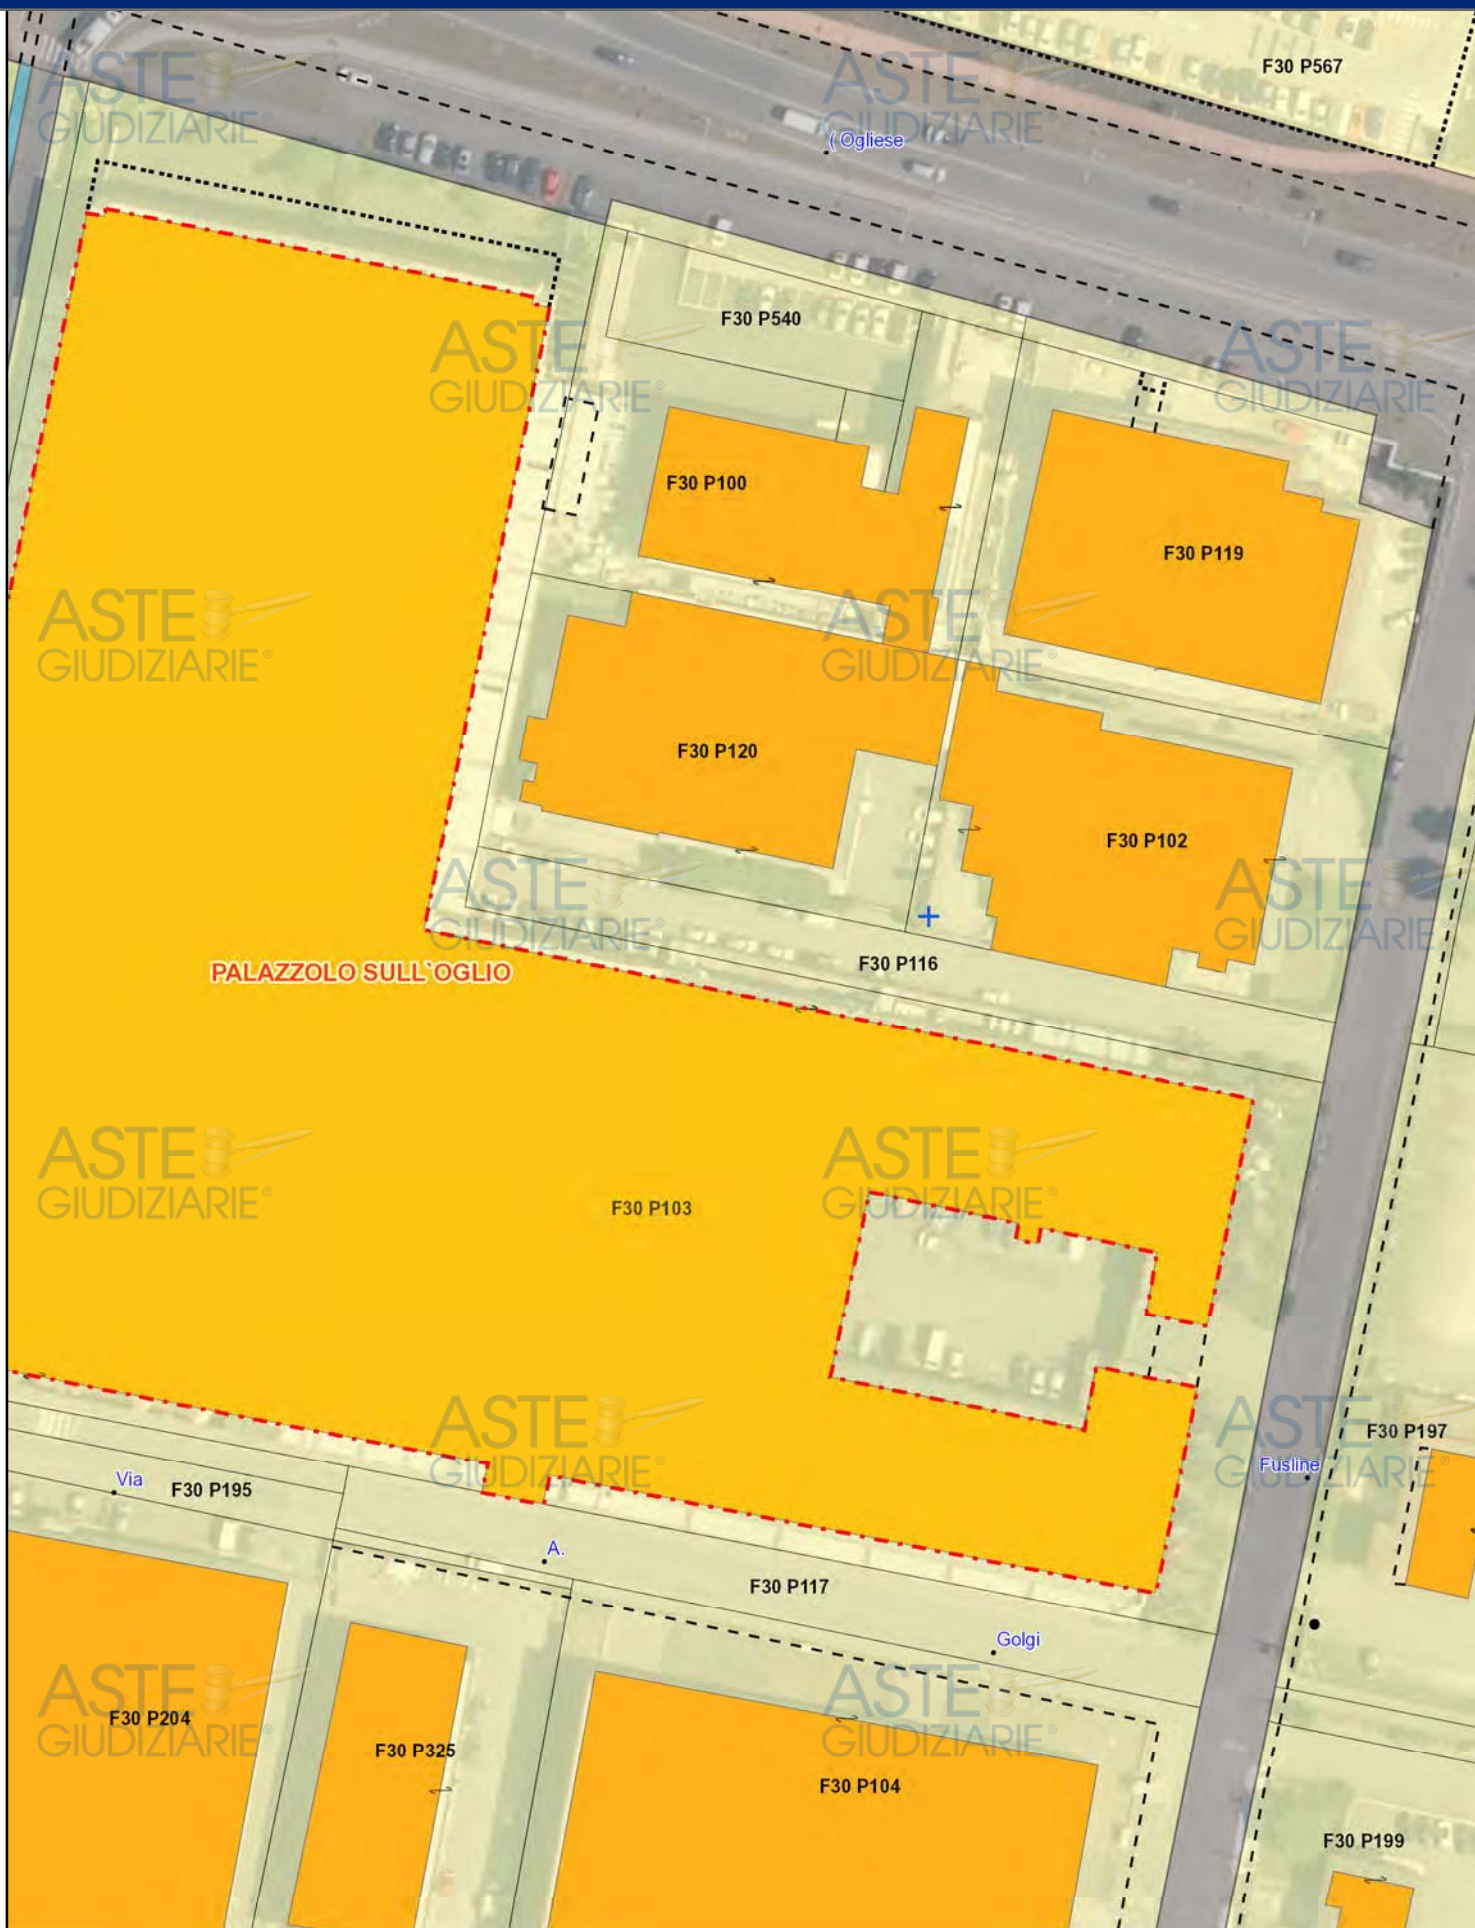 F30 P567
ASTE ASTE
GIUDIZIARIE® GIUDIZIARIE®
( Ogliese
F30 P540
ASTE ASTE
GIUDIZIARIE® GIUDIZIARIE®
F30 P100
F30 P119
ASTE ASTE
GIUDIZIARIE® GIUDIZIARIE®
F30 P120
F30 P102
ASTE ASTE
GIUDIZIARIE® GIUDIZIARIE®
F30 P116
PALAZZOLO SULL`OGLIO
ASTE ASTE
GIUDIZIARIE® GIUDIZIARIE®
F30 P103
ASTE ASTE
GIUDIZIARIE® GIUDIZIARIE®
F30 P197
Fusline
Via
F30 P195
A.
F30 P117
Golgi
ASTE ASTE
GIUDIZIARIE® GIUDIZIARIE®
F30 P204
F30 P325
F30 P104
F30 P199